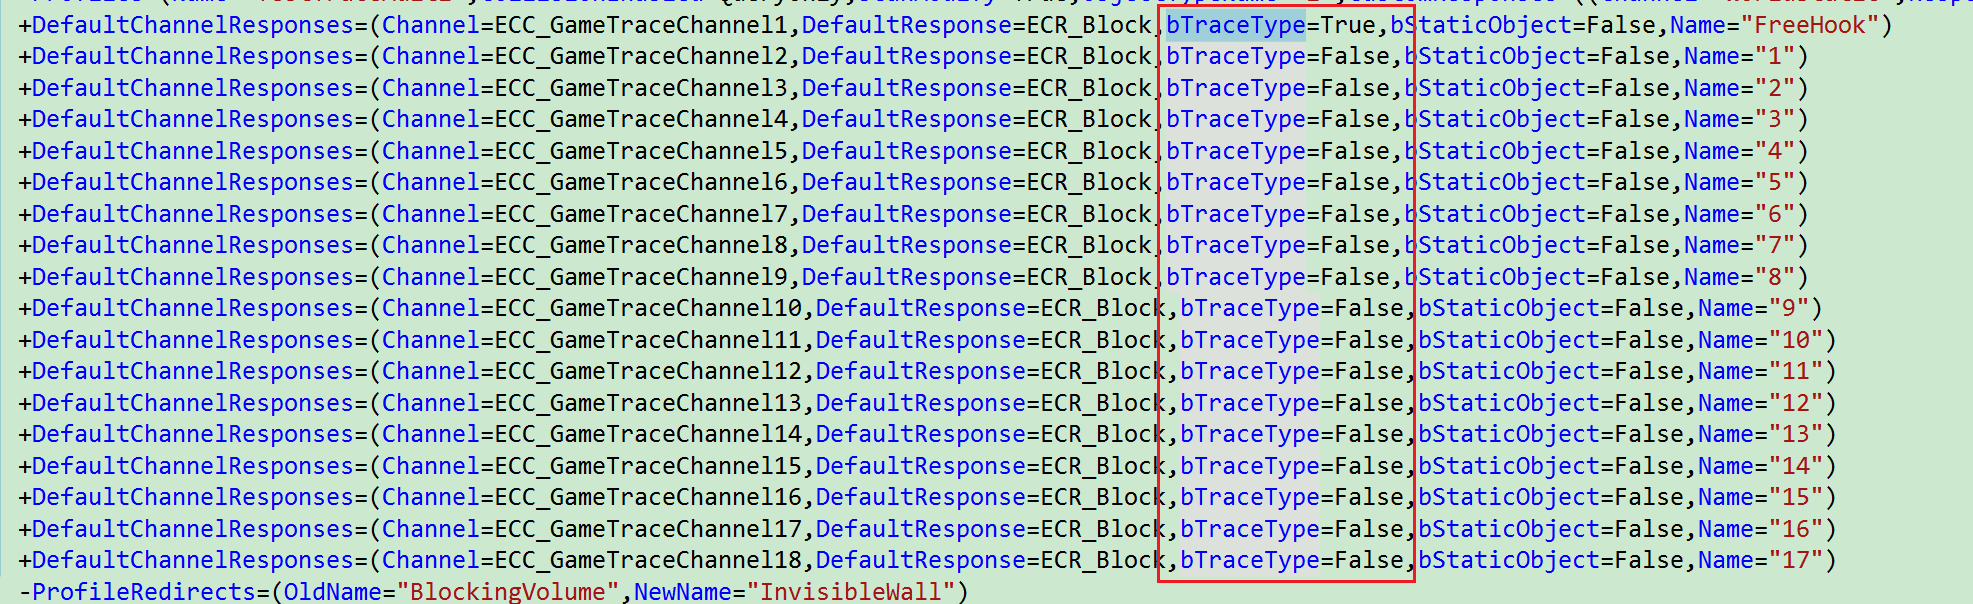 +DefaultChannelResponses=(Channel=ECC_GameTraceChannel1,DefaultResponse=ECR_Block,bTraceType=True,bStaticObject=False,Name="FreeHook")
+DefaultChannelResponses=(Channel=ECC_GameTraceChannel2,DefaultResponse=ECR_Block,bTraceType=False,bStaticObject=False,Name="1")
+DefaultChannelResponses=(Channel=ECC_GameTraceChannel3,DefaultResponse=ECR_Block,bTraceType=False,bStaticObject=False,Name="2")
+DefaultChannelResponses=(Channel=ECC_GameTraceChannel4,DefaultResponse=ECR_Block,bTraceType=False,bStaticObject=False,Name="3")
+DefaultChannelResponses=(Channel=ECC_GameTraceChannel5,DefaultResponse=ECR_Block,bTraceType=False,bStaticObject=False,Name="4")
+DefaultChannelResponses=(Channel=ECC_GameTraceChannel6,DefaultResponse=ECR_Block,bTraceType=False,bStaticObject=False,Name="5")
+DefaultChannelResponses=(Channel=ECC_GameTraceChannel7,DefaultResponse=ECR_Block,bTraceType=False,bStaticObject=False,Name="6")
+DefaultChannelResponses=(Channel=ECC_GameTraceChannel8,DefaultResponse=ECR_Block,bTraceType=False,bStaticObject=False,Name="7")
+DefaultChannelResponses=(Channel=ECC_GameTraceChannel9,DefaultResponse=ECR_Block,bTraceType=False,bStaticObject=False,Name="8")
+DefaultChannelResponses=(Channel=ECC_GameTraceChannel10,DefaultResponse=ECR_Block,bTraceType=False,bStaticObject=False,Name="9")
+DefaultChannelResponses=(Channel=ECC_GameTraceChannel11,DefaultResponse=ECR_Block,bTraceType=False,bStaticObject=False,Name="10")
+DefaultChannelResponses=(Channel=ECC_GameTraceChannel12,DefaultResponse=ECR_Block,bTraceType=False,bStaticObject=False,Name="11")
+DefaultChannelResponses=(Channel=ECC_GameTraceChannel13,DefaultResponse=ECR_Block,bTraceType=False,bStaticObject=False,Name="12")
+DefaultChannelResponses=(Channel=ECC_GameTraceChannel14,DefaultResponse=ECR_Block,bTraceType=False,bStaticObject=False,Name="13")
+DefaultChannelResponses=(Channel=ECC_GameTraceChannel15,DefaultResponse=ECR_Block,bTraceType=False,bStaticObject=False,Name="14")
+DefaultChannelResponses=(Channel=ECC_GameTraceChannel16,DefaultResponse=ECR_Block,bTraceType=False,bStaticObject=False,Name="15")
+DefaultChannelResponses=(Channel=ECC_GameTraceChannel17,DefaultResponse=ECR_Block,bTraceType=False,bStaticObject=False,Name="16")
+DefaultChannelResponses=(Channel=ECC_GameTraceChannel18,DefaultResponse=ECR_Block,bTraceType=False,bStaticObject=False,Name="17")
-ProfileRedirects=(OldName="BlockingVolume",NewName="InvisibleWall")